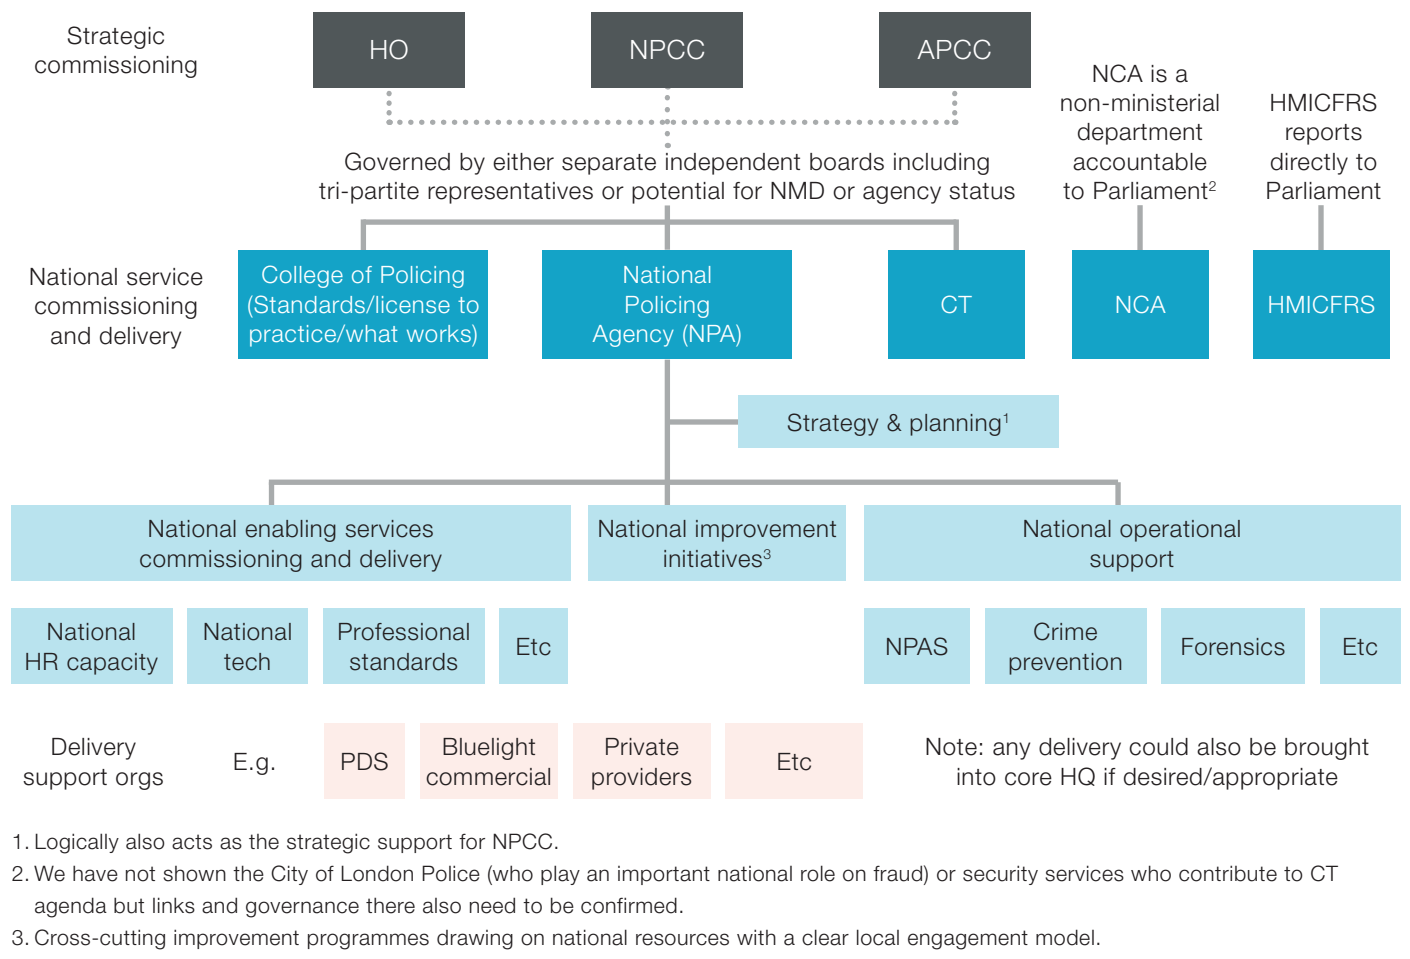 Strategic
commissioning
HO
NPCC
APCC
NCA is a
non-ministerial
department
accountable
to Parliament2
HMICFRS
reports
directly to
Parliament
Governed by either separate independent boards including
tri-partite representatives or potential for NMD or agency status
National service
commissioning
and delivery
College of Policing
(Standards/license to
practice/what works)
National
Policing
Agency (NPA)
CT
NCA
HMICFRS
Strategy & planning1
National enabling services
commissioning and delivery
National improvement
initiatives3
National operational
support
National
HR capacity
National
tech
Professional
standards
Etc
NPAS
Crime
prevention
Forensics
Etc
Delivery
support orgs
E.g.
PDS
Bluelight
commercial
Private
providers
Etc
Note: any delivery could also be brought
into core HQ if desired/appropriate
1. Logically also acts as the strategic support for NPCC.
2. We have not shown the City of London Police (who play an important national role on fraud) or security services who contribute to CT
agenda but links and governance there also need to be confirmed.
3. Cross-cutting improvement programmes drawing on national resources with a clear local engagement model.